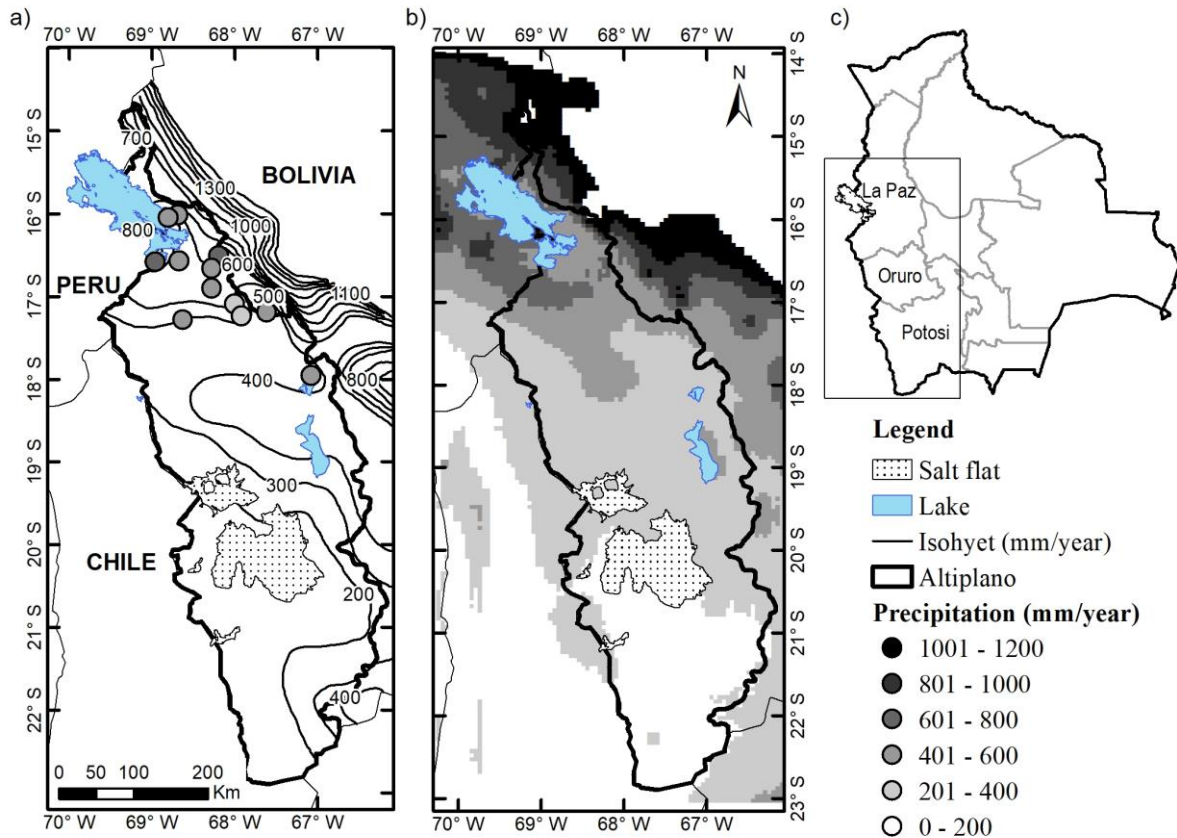 a)
b)
c)
70° W 69° W 68° W 67° W
70° W 69° W 68° W 67° W
15° S
16° S
17° S
18° S
19° S
20° S
21° S
22° S
700
1300
BOLIVIA
1000
800
600
PERU
500
1100
400
800
300
CHILE
200
400
0 50 100 200
Km
70° W 69° W 68° W 67° W
N
14° S
15° S
16° S
17° S
18° S
19° S
20° S
21° S
22° S
23° S
70° W 69° W 68° W 67° W
La Paz
Oruro
Potosi
Legend
Salt flat
Lake
Isohyet (mm/year)
Altiplano
Precipitation (mm/year)
1001 - 1200
801 - 1000
601 - 800
401 - 600
201 - 400
0 - 200